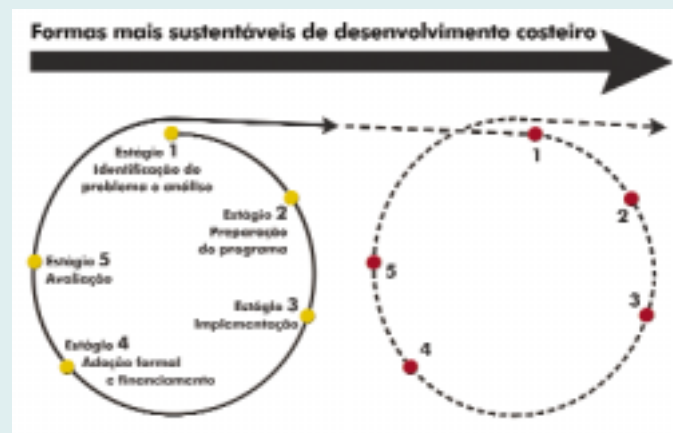 Formas mais sustentáveis de desenvolvimento costeiro
Estágio 1
Identificação do
problema e análise
Estágio 2
Preparação
do programa
Estágio 3
Implementação
Estágio 4
Adoção formal
e financiamento
Estágio 5
Avaliação
1
2
3
4
5